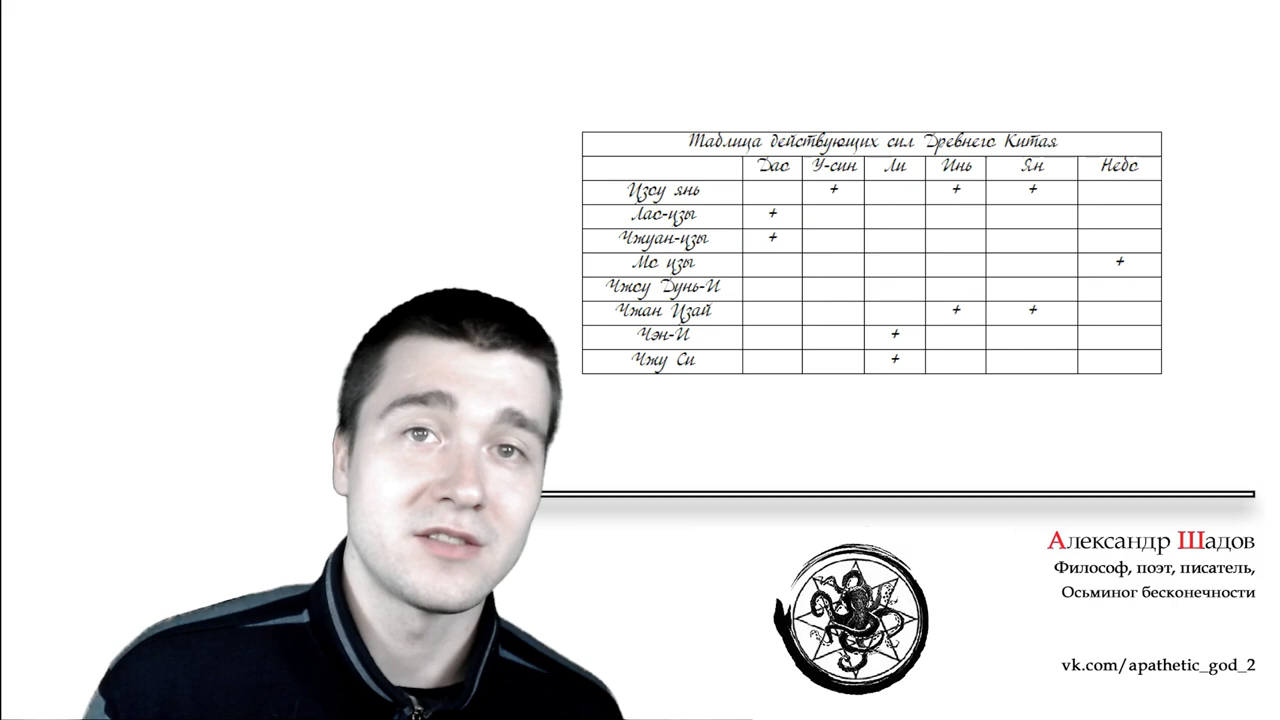 Таблица действующих сил Древнего Китая
Дао У-син Ли Инь Ян Небо
Цзоу янь + + +
Лао-цзы +
Чжуан-цзы +
Мо цзы +
Чжоу Дунь-И
Чжан Цзай + +
Чэн-И +
Чжу Си +
Александр Шадов
Философ, поэт, писатель,
Осьминог бесконечности
vk.com/apathetic_god_2